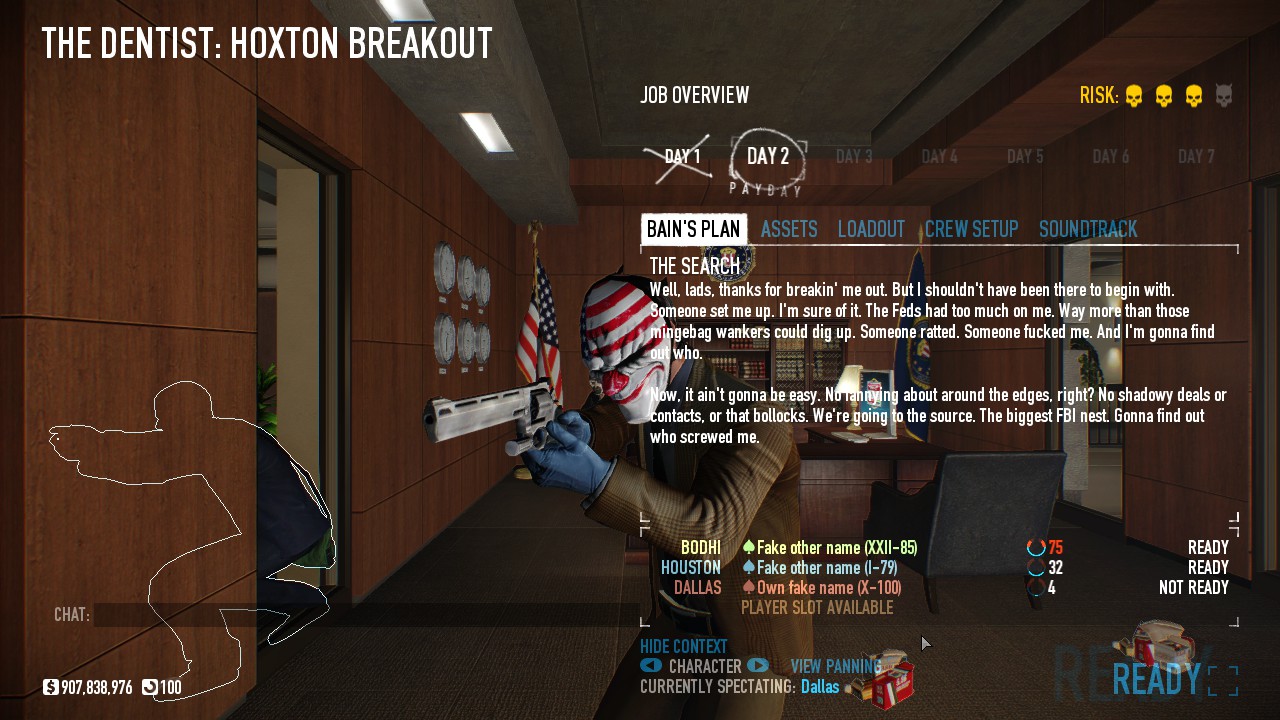 THE DENTIST: HOXTON BREAKOUT
JOB OVERVIEW
RISK:
DAY 1 DAY 2 DAY 3 DAY 4 DAY 5 DAY 6 DAY 7
PAYDAY
BAIN'S PLAN ASSETS LOADOUT CREW SETUP SOUNDTRACK
THE SEARCH
Well, lads, thanks for breakin' me out. But I shouldn't have been there to begin with.
Someone set me up. I'm sure of it. The Feds had too much on me. Way more than those
mingebag wankers could dig up. Someone ratted. Someone fucked me. And I'm gonna find
out who.
Now, it ain't gonna be easy. No fannying about around the edges, right? No shadowy deals or
contacts, or that bollocks. We're going to the source. The biggest FBI nest. Gonna find out
who screwed me.
BODHI Fake other name (XXII-85) 75 READY
HOUSTON Fake other name (I-79) 32 READY
DALLAS Own fake name (X-100) 4 NOT READY
PLAYER SLOT AVAILABLE
CHAT:
HIDE CONTEXT
CHARACTER VIEW PANNING
CURRENTLY SPECTATING: Dallas
$ 907,838,976 100
READY
READY